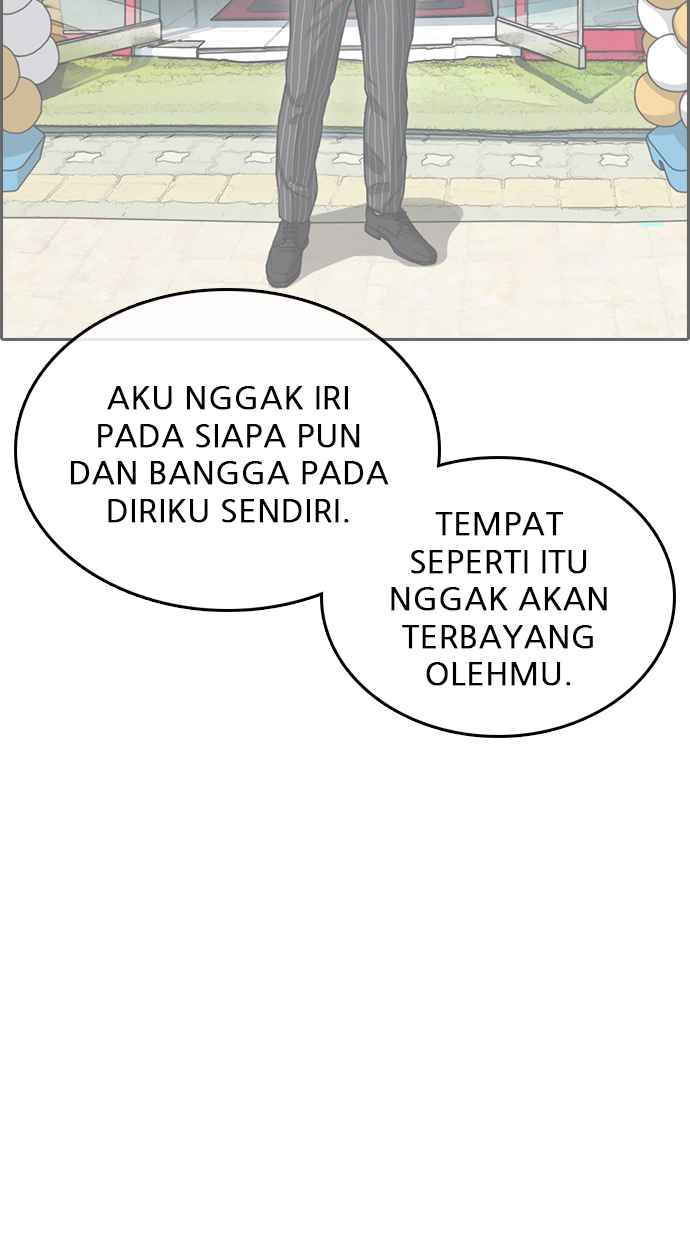 AKU NGGAK IRI
PADA SIAPA PUN
DAN BANGGA PADA
DIRIKU SENDIRI.
TEMPAT
SEPERTI ITU
NGGAK AKAN
TERBAYANG
OLEHMU.